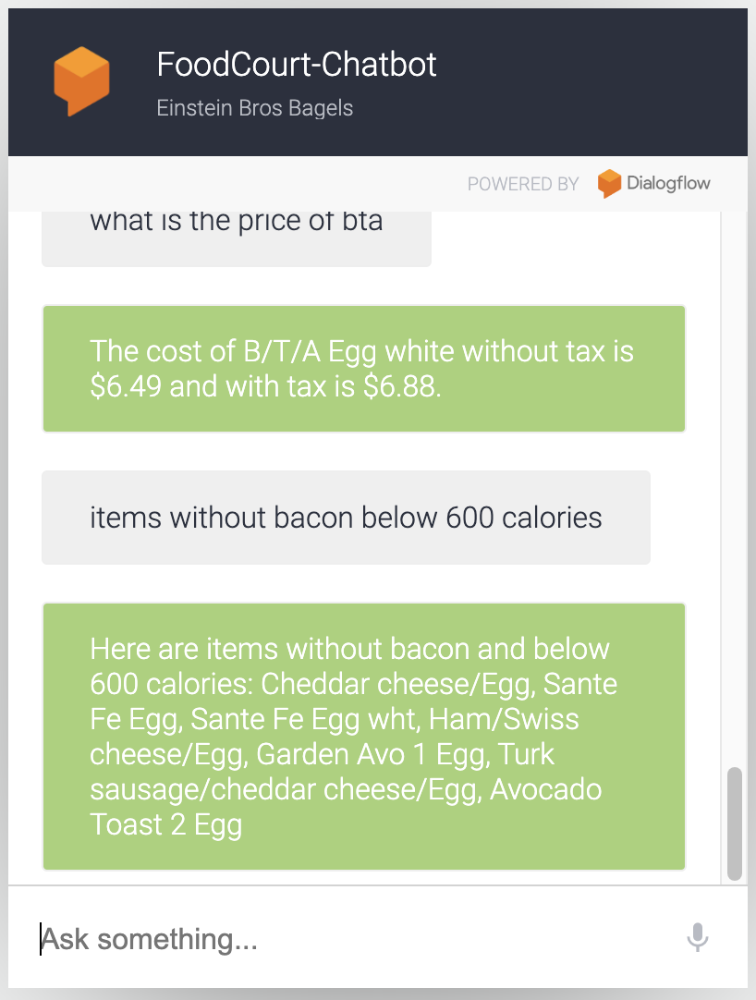 FoodCourt-Chatbot
Einstein Bros Bagels
POWERED BY Dialogflow
what is the price of bta
The cost of B/T/A Egg white without tax is
$6.49 and with tax is $6.88.
items without bacon below 600 calories
Here are items without bacon and below
600 calories: Cheddar cheese/Egg, Sante
Fe Egg, Sante Fe Egg wht, Ham/Swiss
cheese/Egg, Garden Avo 1 Egg, Turk
sausage/cheddar cheese/Egg, Avocado
Toast 2 Egg
Ask something...